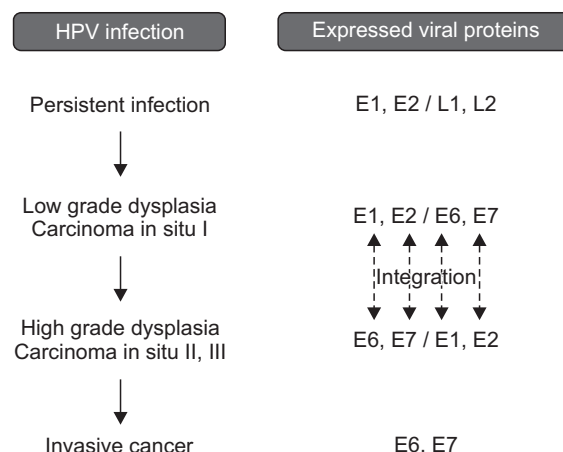 HPV infection
Expressed viral proteins
Persistent infection
E1, E2 / L1, L2
Low grade dysplasia
Carcinoma in situ I
E1, E2 / E6, E7
Integration
High grade dysplasia
Carcinoma in situ II, III
E6, E7 / E1, E2
Invasive cancer
E6, E7